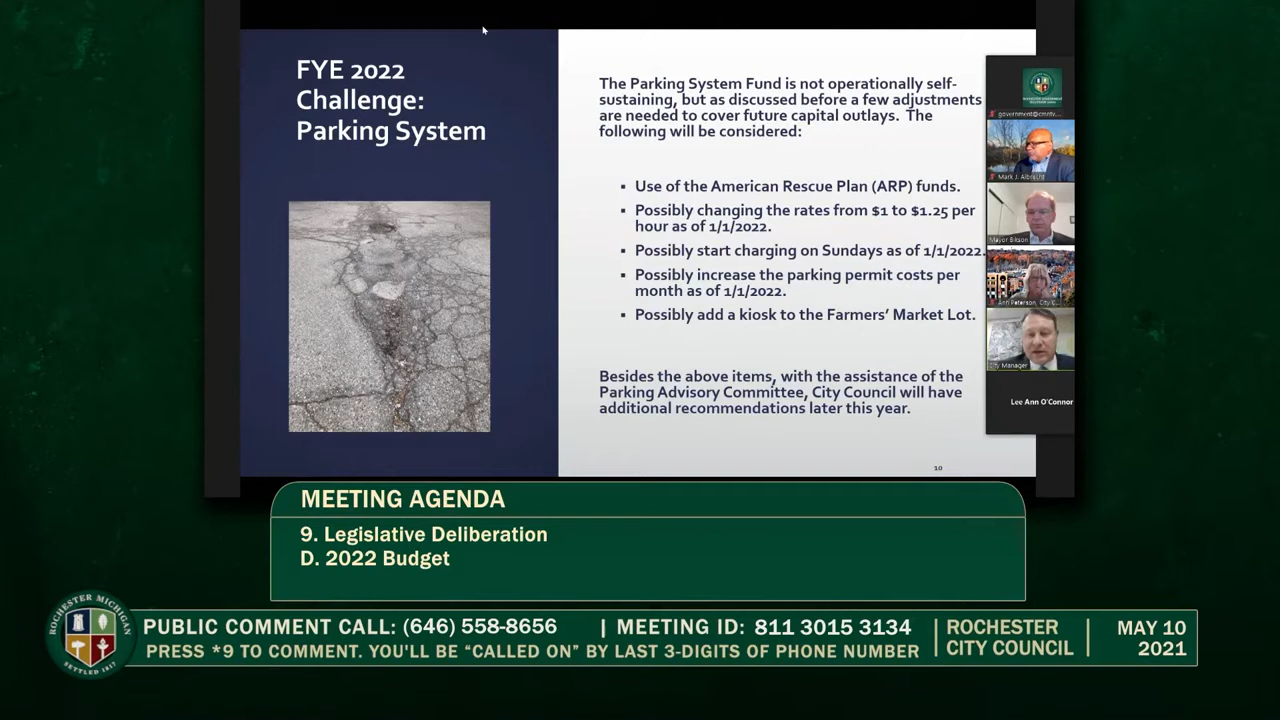 FYE 2022
Challenge:
Parking System
The Parking System Fund is not operationally self-
sustaining, but as discussed before a few adjustments
are needed to cover future capital outlays. The
following will be considered:
▪ Use of the American Rescue Plan (ARP) funds.
▪ Possibly changing the rates from $1 to $1.25 per
hour as of 1/1/2022.
▪ Possibly start charging on Sundays as of 1/1/2022.
▪ Possibly increase the parking permit costs per
month as of 1/1/2022.
▪ Possibly add a kiosk to the Farmers’ Market Lot.
Besides the above items, with the assistance of the
Parking Advisory Committee, City Council will have
additional recommendations later this year.
10
Mark J. Albrecht
Ann Peterson, City C...
City Manager
Lee Ann O'Connor
MEETING AGENDA
9. Legislative Deliberation
D. 2022 Budget
ROCHESTER MICHIGAN
SETTLED 1817
PUBLIC COMMENT CALL: (646) 558-8656 | MEETING ID: 811 3015 3134
PRESS *9 TO COMMENT. YOU'LL BE “CALLED ON” BY LAST 3-DIGITS OF PHONE NUMBER
ROCHESTER
CITY COUNCIL
MAY 10
2021